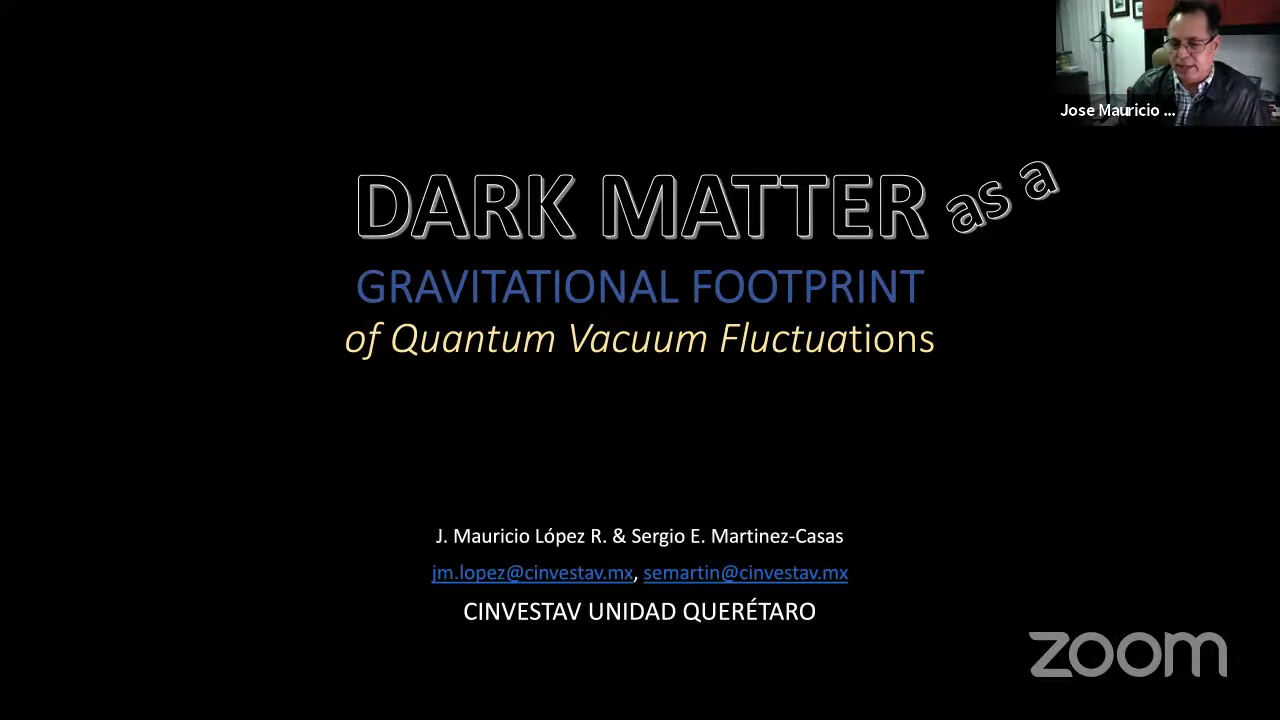 Jose Mauricio ...
DARK MATTER as a
GRAVITATIONAL FOOTPRINT
of Quantum Vacuum Fluctuations
J. Mauricio López R. & Sergio E. Martinez-Casas
jm.lopez@cinvestav.mx, semartin@cinvestav.mx
CINVESTAV UNIDAD QUERÉTARO
zoom